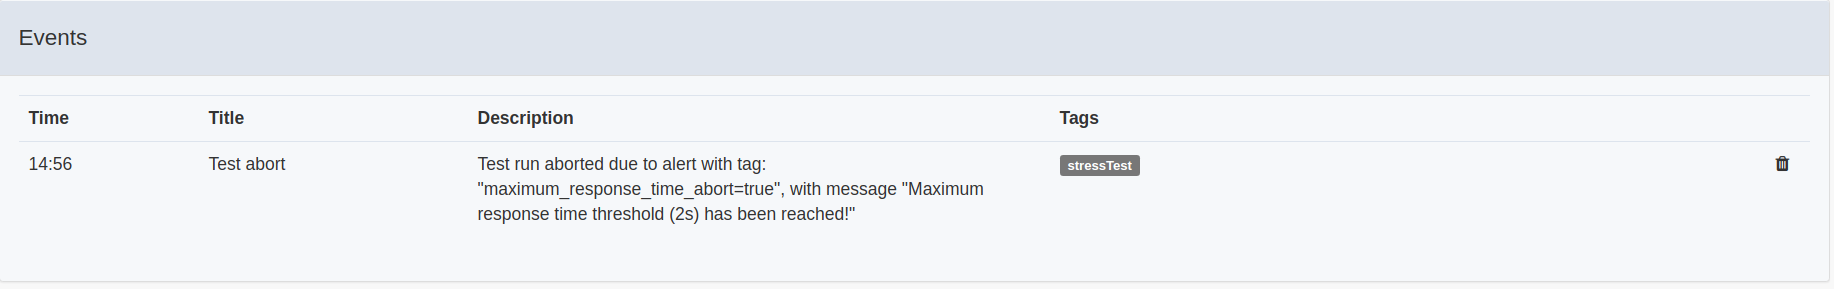 Events
Time Title Description Tags
14:56 Test abort Test run aborted due to alert with tag: stressTest
"maximum_response_time_abort=true", with message "Maximum
response time threshold (2s) has been reached!"